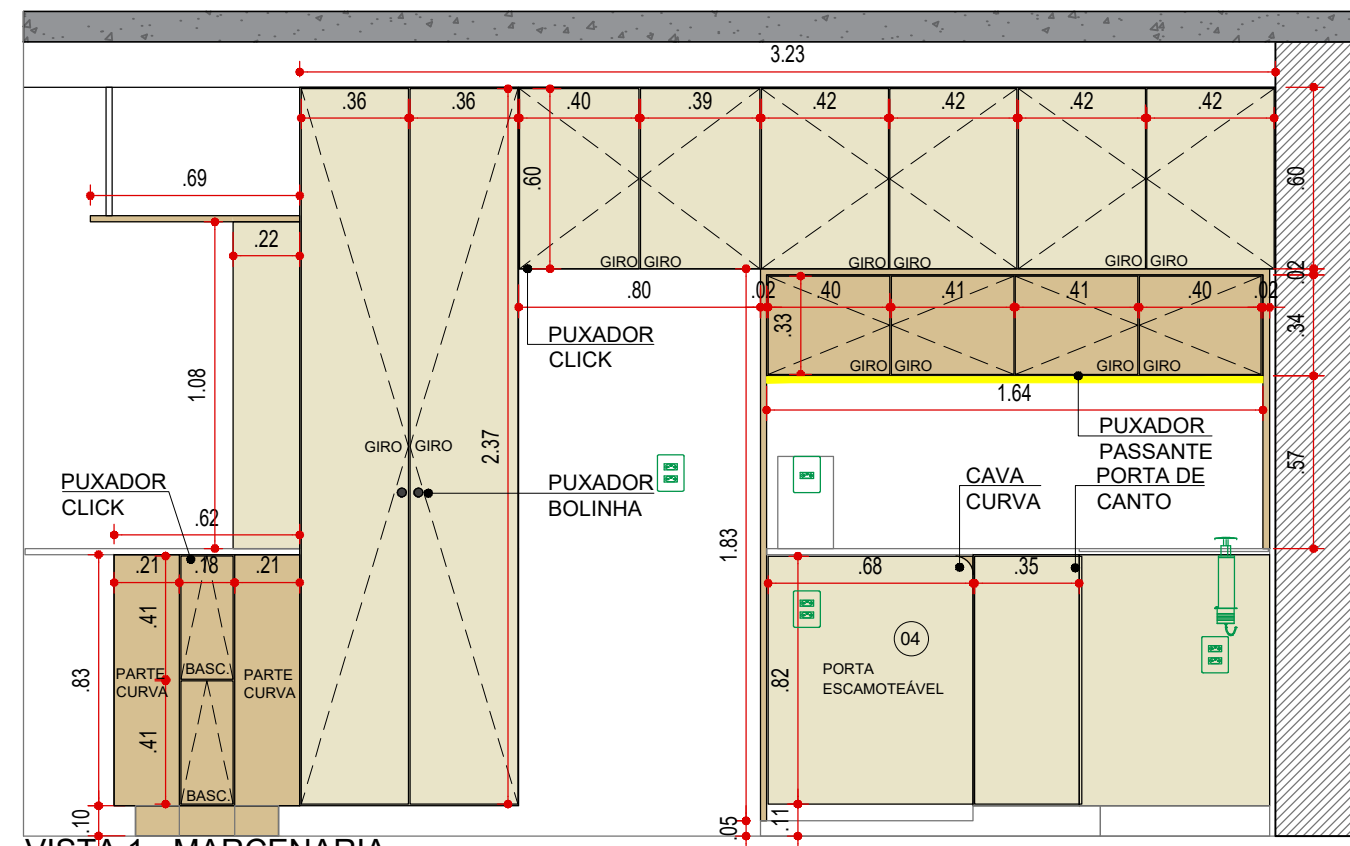 3.23
.36
.36
.40
.39
.42
.42
.42
.42
.69
.60
.60
.22
GIRO GIRO
GIRO GIRO
GIRO GIRO
.02
.80
.02
.40
.41
.41
.40
.02
.33
.34
PUXADOR
CLICK
GIRO GIRO
GIRO GIRO
1.08
1.64
2.37
GIRO GIRO
PUXADOR
PASSANTE
.57
PUXADOR
CLICK
PUXADOR
BOLINHA
CAVA
CURVA
PORTA DE
CANTO
.62
1.83
.21
.18
.21
.68
.35
.41
04
.83
PARTE
CURVA
BASC.
PARTE
CURVA
.82
PORTA
ESCAMOTEÁVEL
.41
BASC.
.10
.05
.11
VISTA 1 - MARCENARIA